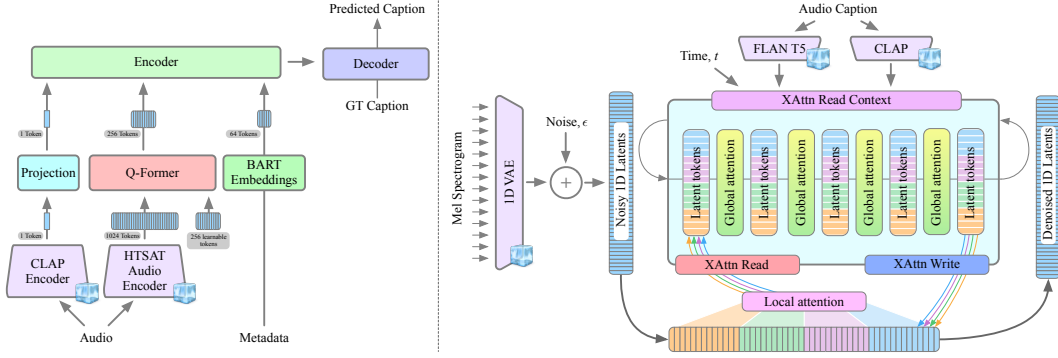 Predicted Caption
Encoder
Decoder
GT Caption
1 Token
256 Tokens
64 Tokens
Projection
Q-Former
BART
Embeddings
1 Token
1024 Tokens
256 learnable
tokens
CLAP
Encoder
HTSAT
Audio
Encoder
Audio
Metadata
Audio Caption
FLAN T5
CLAP
Time, t
XAttn Read Context
Mel Spectrogram
1D VAE
Noise, ϵ
+
Noisy 1D Latents
Latent tokens
Global attention
Latent tokens
Global attention
Latent tokens
Global attention
Latent tokens
Global attention
Latent tokens
Denoised 1D Latents
XAttn Read
XAttn Write
Local attention